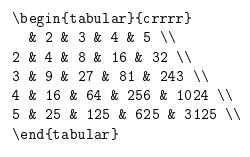 \begin{tabular}{crrrr}
  & 2 & 3 & 4 & 5 \\
2 & 4 & 8 & 16 & 32 \\
3 & 9 & 27 & 81 & 243 \\
4 & 16 & 64 & 256 & 1024 \\
5 & 25 & 125 & 625 & 3125 \\
\end{tabular}